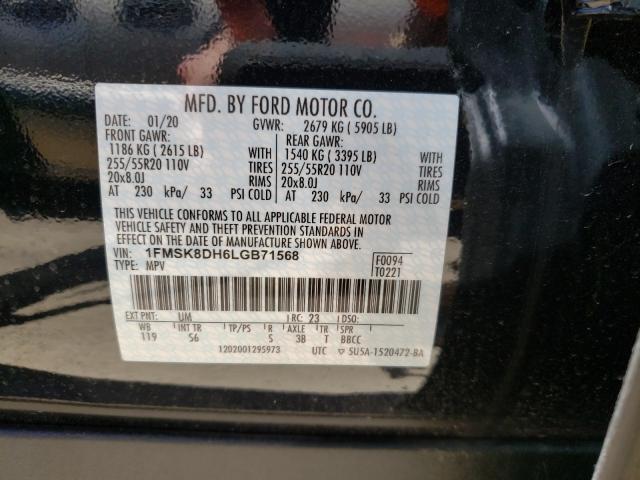 MFD. BY FORD MOTOR CO.
DATE: 01/20 GVWR: 2679 KG ( 5905 LB)
FRONT GAWR: REAR GAWR:
1186 KG ( 2615 LB) WITH 1540 KG ( 3395 LB) WITH
255/55R20 110V TIRES 255/55R20 110V TIRES
20x8.0J RIMS 20x8.0J RIMS
AT 230 kPa/ 33 PSI COLD AT 230 kPa/ 33 PSI COLD
THIS VEHICLE CONFORMS TO ALL APPLICABLE FEDERAL MOTOR
VEHICLE SAFETY AND THEFT PREVENTION STANDARDS
IN EFFECT ON THE DATE OF MANUFACTURE SHOWN ABOVE.
VIN: 1FMSK8DH6LGB71568 F0094
TYPE: MPV T0221
EXT PNT: UM RC: 23 DSO:
WB INT TR TP/PS R AXLE TR SPR
119 S6 S 3B T BBCC
1202001295973 UTC 5U5A-1520472-BA